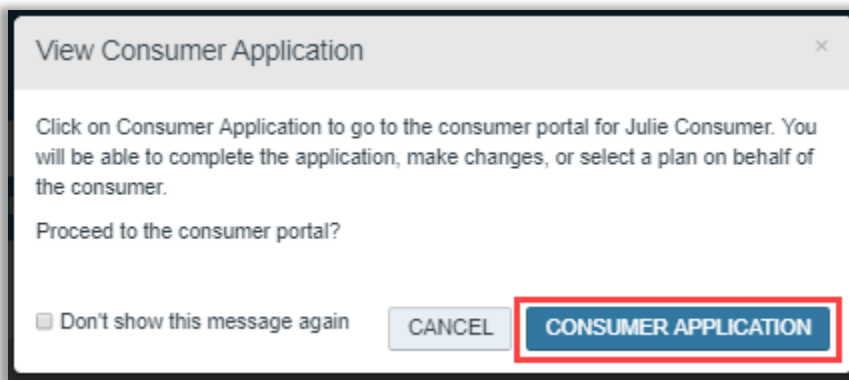 View Consumer Application
×
Click on Consumer Application to go to the consumer portal for Julie Consumer. You
will be able to complete the application, make changes, or select a plan on behalf of
the consumer.
Proceed to the consumer portal?
Don't show this message again
CANCEL
CONSUMER APPLICATION